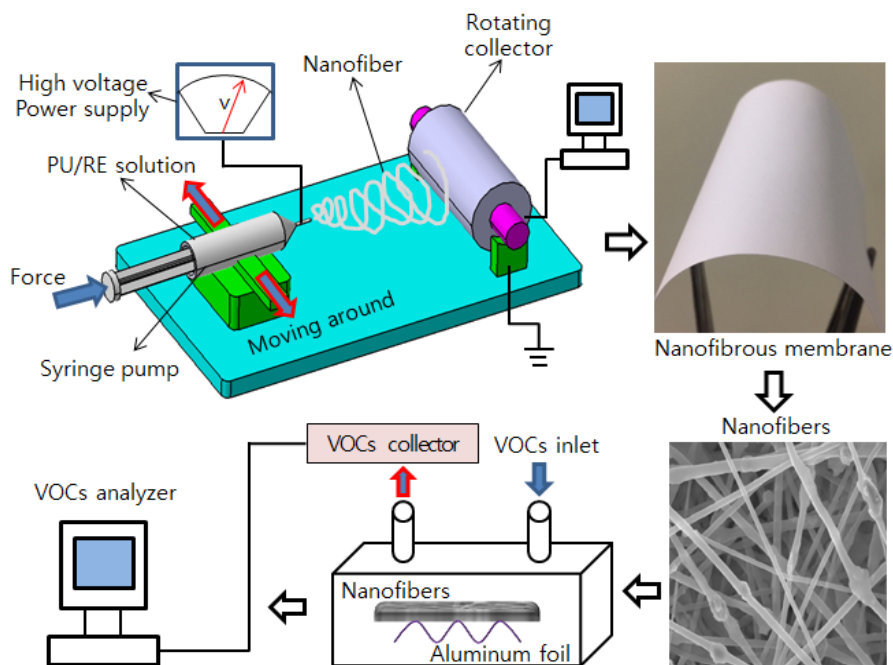 Rotating
collector
Nanofiber
High voltage
Power supply
V
PU/RE solution
Force
Moving around
Syringe pump
Nanofibrous membrane
Nanofibers
VOCs collector
VOCs inlet
VOCs analyzer
Nanofibers
Aluminum foil